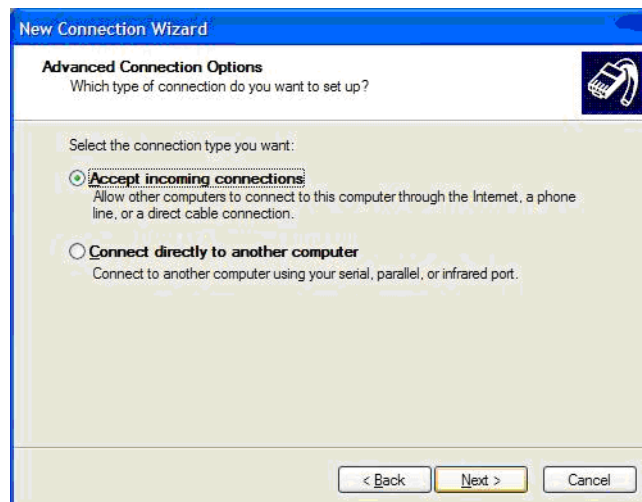 New Connection Wizard
Advanced Connection Options
Which type of connection do you want to set up?
Select the connection type you want:
Accept incoming connections
Allow other computers to connect to this computer through the Internet, a phone
line, or a direct cable connection.
Connect directly to another computer
Connect to another computer using your serial, parallel, or infrared port.
< Back
Next >
Cancel